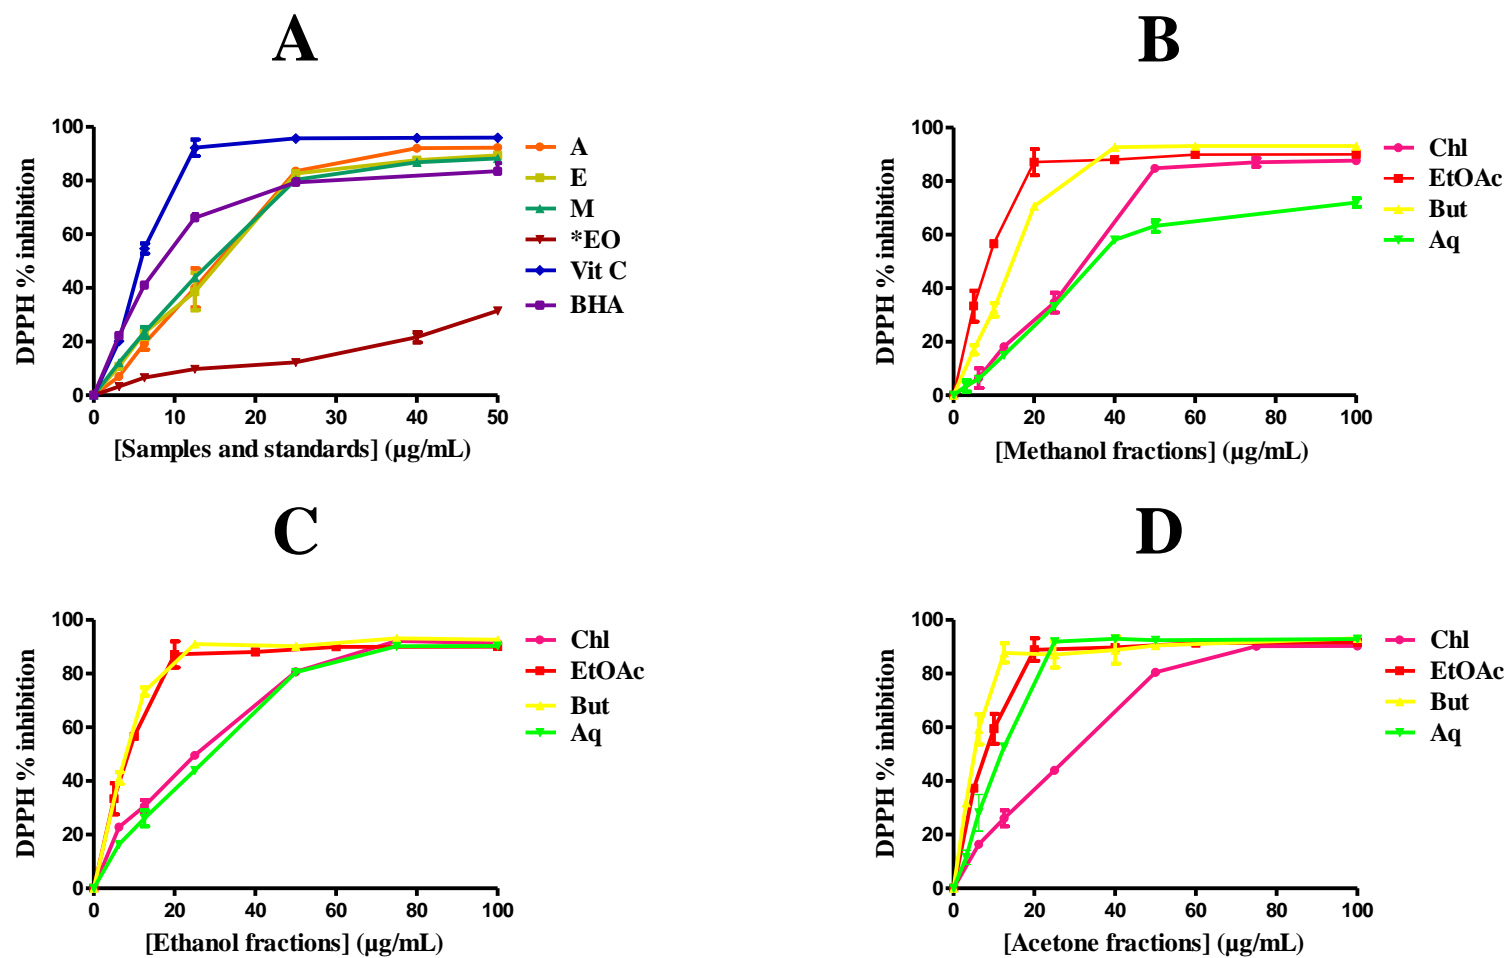 A
DPPH % inhibition
100
80
60
40
20
0
0 10 20 30 40 50
[Samples and standards] (µg/mL)
A
E
M
*EO
Vit C
BHA
B
DPPH % inhibition
100
80
60
40
20
0
0 20 40 60 80 100
[Methanol fractions] (µg/mL)
Chl
EtOAc
But
Aq
C
DPPH % inhibition
100
80
60
40
20
0
0 20 40 60 80 100
[Ethanol fractions] (µg/mL)
Chl
EtOAc
But
Aq
D
DPPH % inhibition
100
80
60
40
20
0
0 20 40 60 80 100
[Acetone fractions] (µg/mL)
Chl
EtOAc
But
Aq